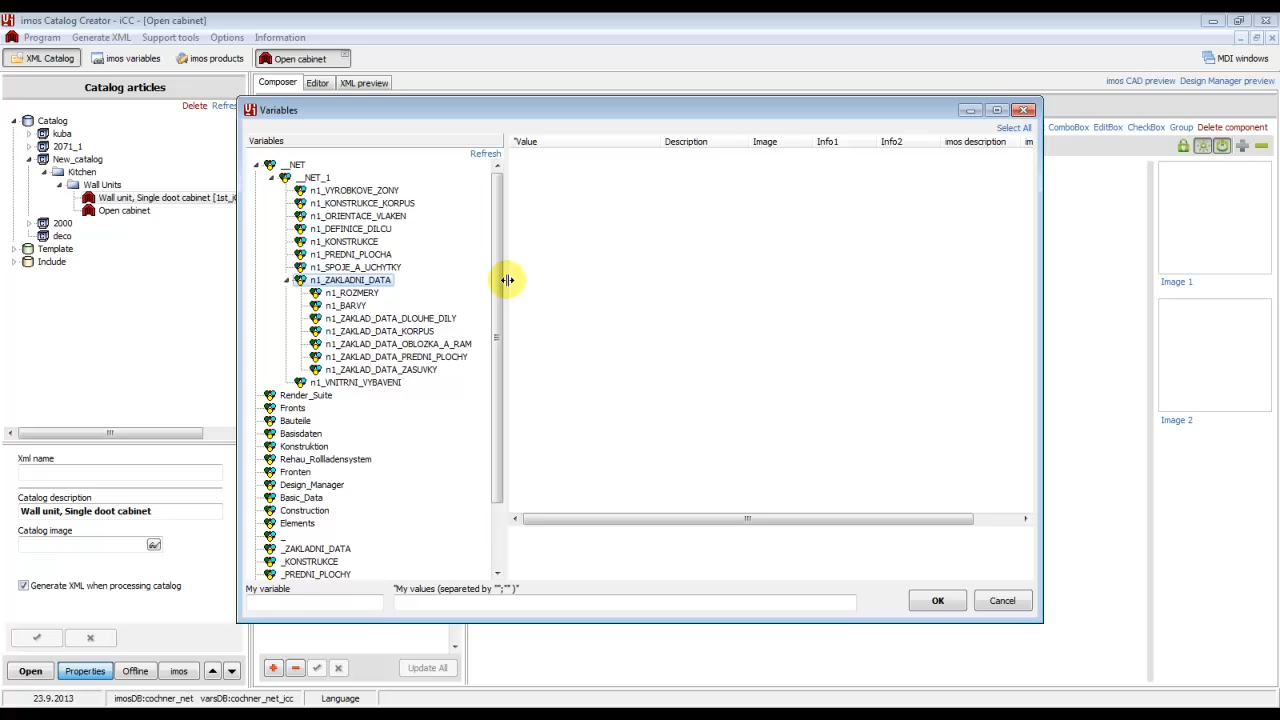 imos Catalog Creator - iCC - [Open cabinet]
Program Generate XML Support tools Options Information
XML Catalog imos variables imos products Open cabinet MDI windows
Catalog articles
Composer Editor XML preview
imos CAD preview Design Manager preview
Delete
Catalog
kuba
2071_1
New_catalog
Kitchen
Wall Units
Wall unit, Single doot cabinet
Open cabinet
2000
deco
Template
Include
Xml name
Catalog description
Wall unit, Single doot cabinet
Catalog image
Generate XML when processing catalog
Open Properties Offline imos
Variables
Variables
Refresh
__NET
__NET_1
n1_VYROBKOVE_ZONY
n1_KONSTRUKCE_KORPUS
n1_ORIENTACE_VLAKEN
n1_DEFINICE_DILCU
n1_KONSTRUKCE
n1_PREDNI_PLOCHA
n1_SPOJE_A_UCHYTKY
n1_ZAKLADNI_DATA
n1_ROZMERY
n1_BARVY
n1_ZAKLAD_DATA_DLOUHE_DILY
n1_ZAKLAD_DATA_KORPUS
n1_ZAKLAD_DATA_OBLOZKA_A_RAM
n1_ZAKLAD_DATA_PREDNI_PLOCHY
n1_ZAKLAD_DATA_ZASUVKY
n1_VNITRNI_VYBAVENI
Render_Suite
Fronts
Bauteile
Basisdaten
Konstruktion
Rehau_Rollladensystem
Fronten
Design_Manager
Basic_Data
Construction
Elements
_
_ZAKLADNI_DATA
_KONSTRUKCE
_PREDNI_PLOCHY
Select All
"Value Description Image Info1 Info2 imos description im
My variable
"My values (separeted by "";"" )"
OK Cancel
ComboBox EditBox CheckBox Group Delete component
Image 1
Image 2
Update All
23.9.2013 imosDB:cochner_net varsDB:cochner_net_icc Language